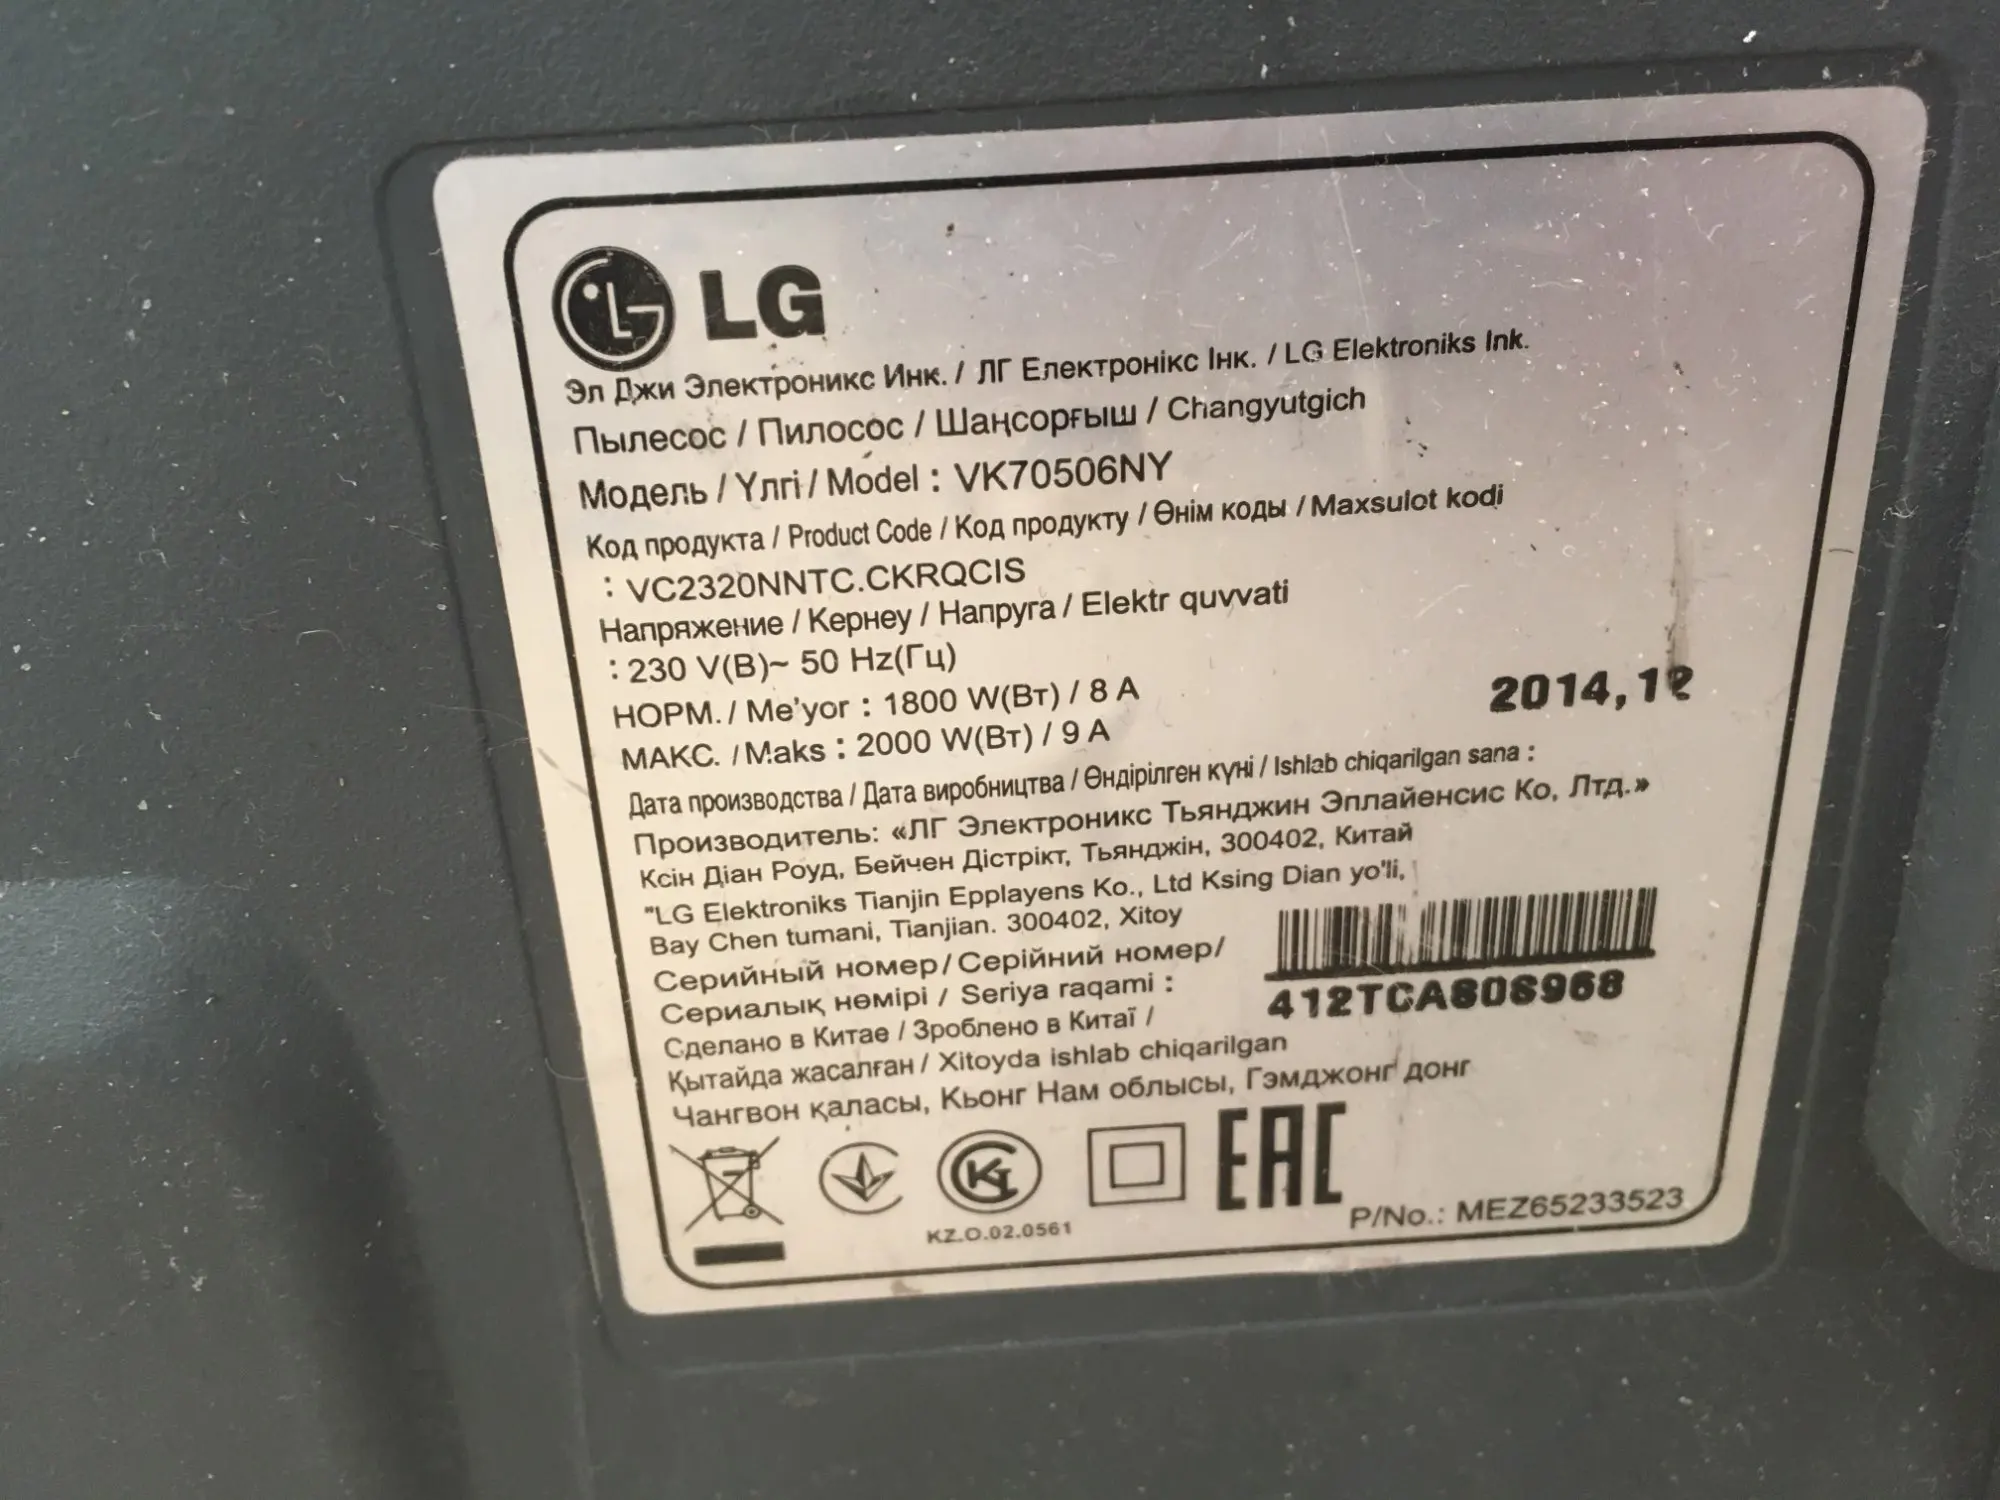 LG
Эл Джи Электроникс Инк. / ЛГ Електронікс Інк. / LG Elektroniks Ink.
Пылесос / Пилосос / Шаңсорғыш / Changyutgich
Модель / Үлгі / Model : VK70506NY
Код продукта / Product Code / Код продукту / Өнім коды / Maxsulot kodi
: VC2320NNTC.CKRQCIS
Напряжение / Кернеу / Напруга / Elektr quvvati
: 230 V(В)~ 50 Hz(Гц)
НОРМ. / Me'yor : 1800 W(Вт) / 8 A
МАКС. / Maks : 2000 W(Вт) / 9 A
2014,12
Дата производства / Дата виробництва / Өндірілген күні / Ishlab chiqarilgan sana :
Производитель: «ЛГ Электроникс Тьянджин Эплайенсис Ко, Лтд.»
Ксін Діан Роуд, Бейчен Дістрікт, Тьянджін, 300402, Китай
"LG Elektroniks Tianjin Epplayens Ko., Ltd Ksing Dian yo'li,
Bay Chen tumani, Tianjian. 300402, Xitoy
Серийный номер/Серійний номер/
Сериалық нөмірі / Seriya raqami :
412TCA808968
Сделано в Китае / Зроблено в Китаї /
Қытайда жасалған / Xitoyda ishlab chiqarilgan
Чангвон қаласы, Кьонг Нам облысы, Гэмджонг донг
KZ.O.02.0561
EAC
P/No.: MEZ65233523